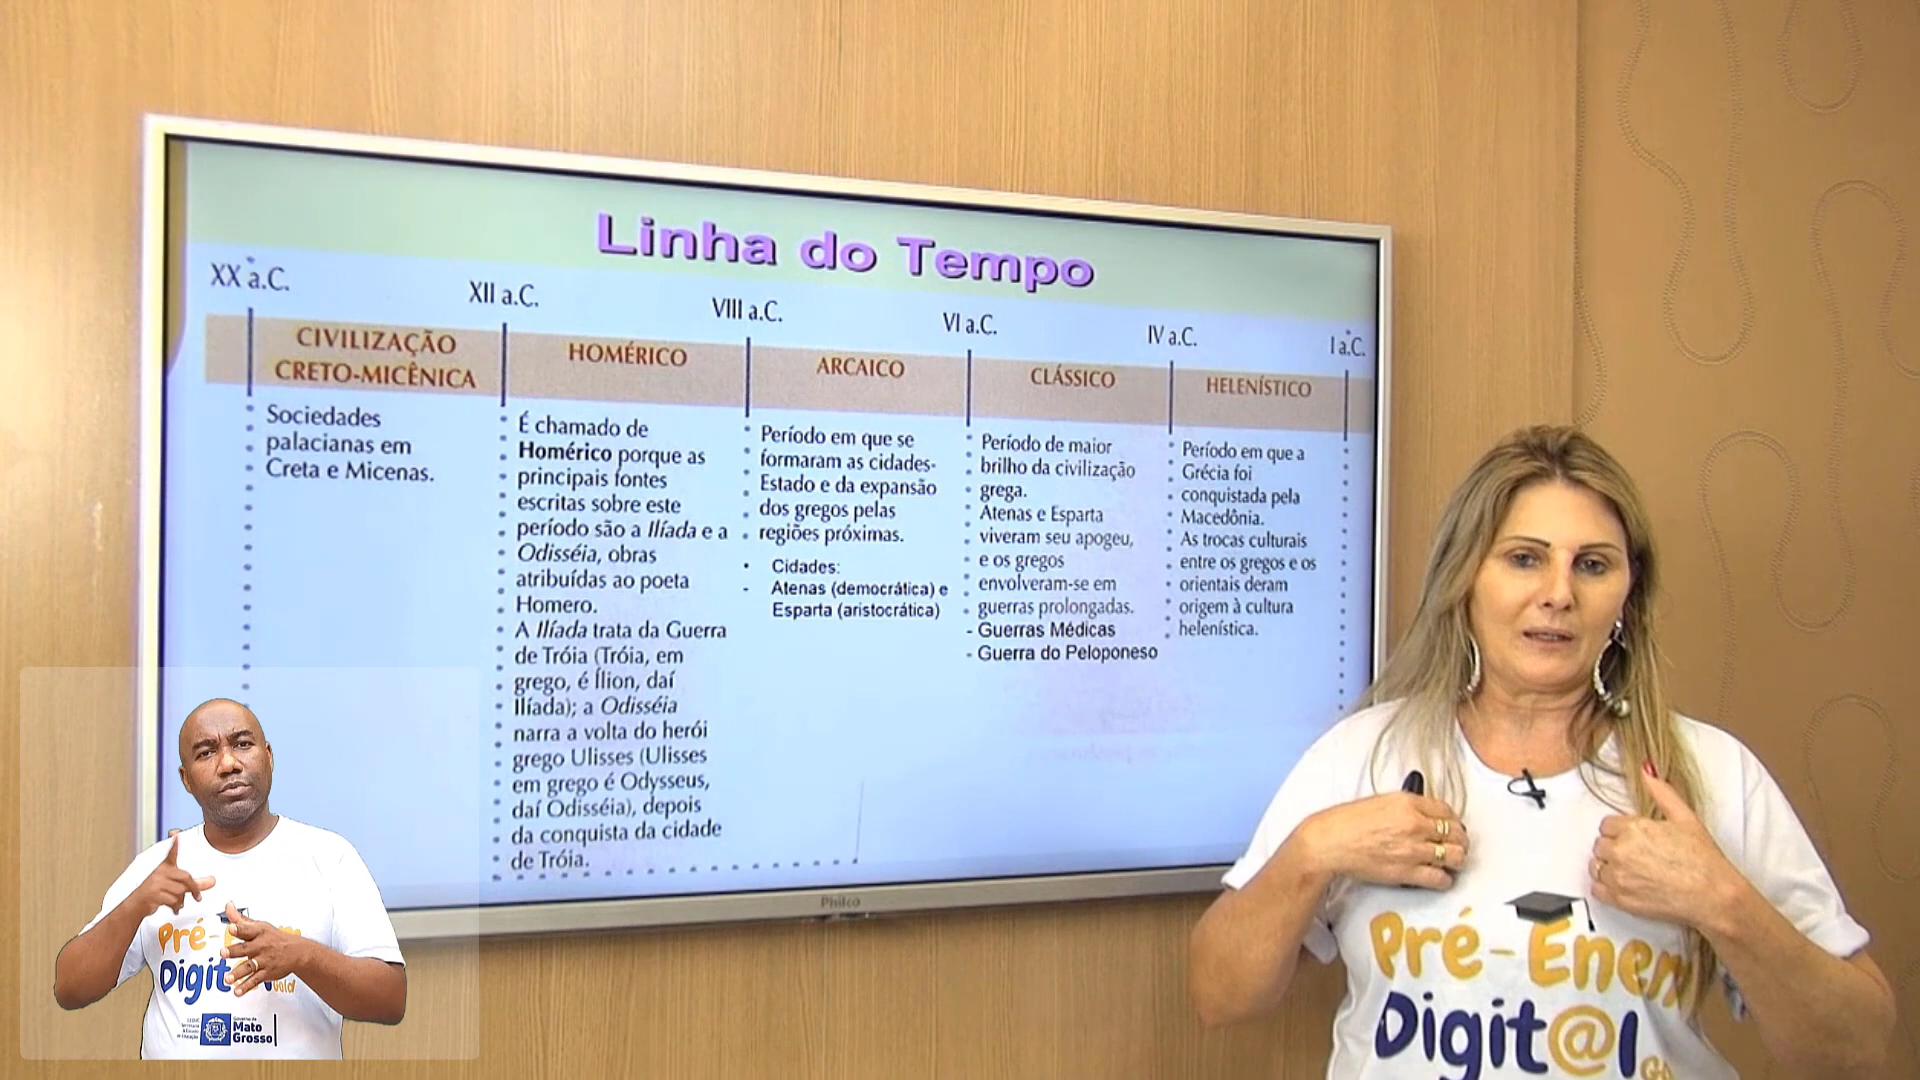 Linha do Tempo
XX a.C.
XII a.C.
VIII a.C.
VI a.C.
IV a.C.
I a.C.
CIVILIZAÇÃO
CRETO-MICÊNICA
HOMÉRICO
ARCAICO
CLÁSSICO
HELENÍSTICO
Sociedades
palacianas em
Creta e Micenas.
É chamado de
Homérico porque as
principais fontes
escritas sobre este
período são a Ilíada e a
Odisséia, obras
atribuídas ao poeta
Homero.
A Ilíada trata da Guerra
de Tróia (Tróia, em
grego, é Ílion, daí
Ilíada); a Odisséia
narra a volta do herói
grego Ulisses (Ulisses
em grego é Odysseus,
daí Odisséia), depois
da conquista da cidade
de Tróia.
Período em que se
formaram as cidades-
Estado e da expansão
dos gregos pelas
regiões próximas.
• Cidades:
- Atenas (democrática) e
Esparta (aristocrática)
Período de maior
brilho da civilização
grega.
Atenas e Esparta
viveram seu apogeu,
e os gregos
envolveram-se em
guerras prolongadas.
- Guerras Médicas
- Guerra do Peloponeso
Período em que a
Grécia foi
conquistada pela
Macedônia.
As trocas culturais
entre os gregos e os
orientais deram
origem à cultura
helenística.
Philco
Pré-Enem
Digit@l
Pré-
Digit@l
Gold
Governo de
Mato
Grosso